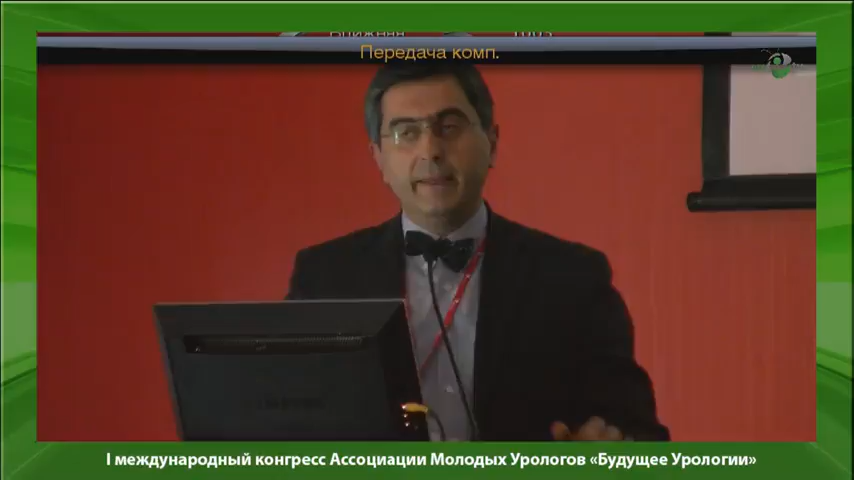 Передача комп.
I международный конгресс Ассоциации Молодых Урологов «Будущее Урологии»